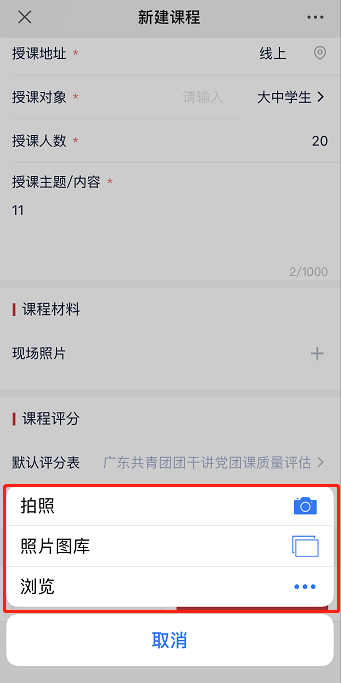 新建课程
授课地址 * 线上
授课对象 * 请输入 大中学生
授课人数 * 20
授课主题/内容 *
11
2/1000
课程材料
现场照片
课程评分
默认评分表 广东共青团团干讲党团课质量评估
拍照
照片图库
浏览
取消